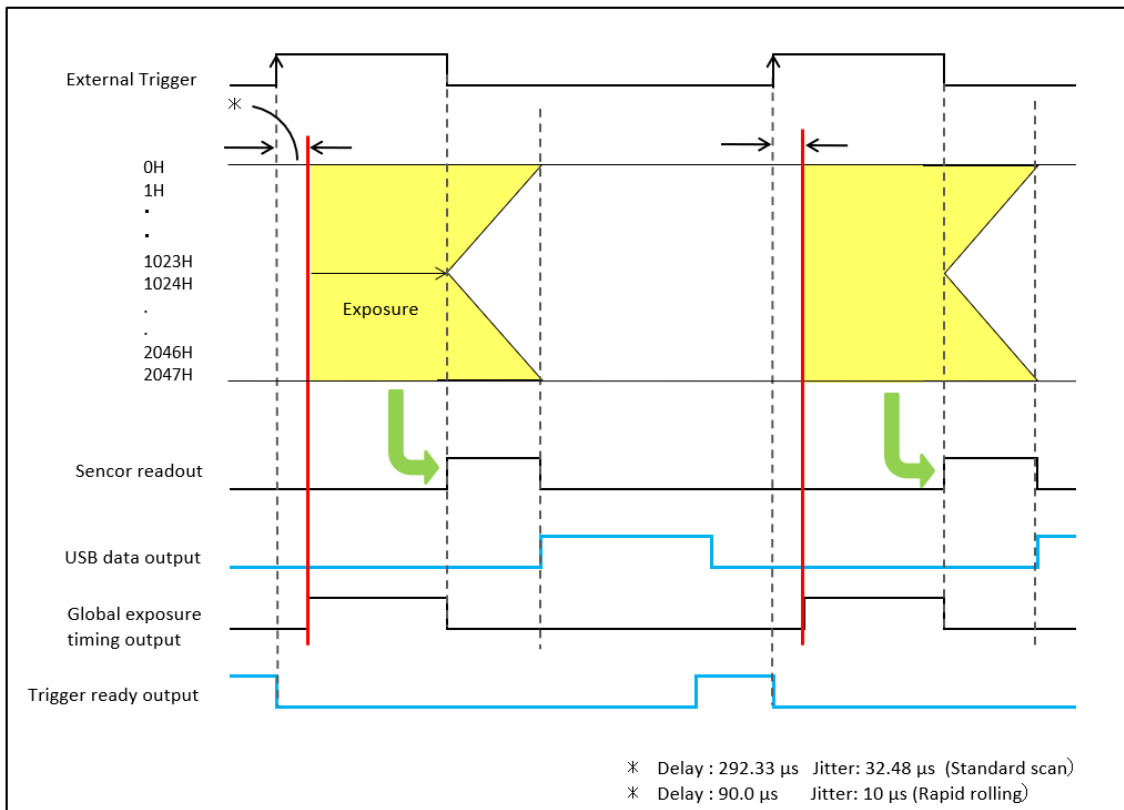 External Trigger
*
0H
1H
.
.
1023H
1024H
.
.
2046H
2047H
Exposure
Sencor readout
USB data output
Global exposure
timing output
Trigger ready output
* Delay : 292.33 μs Jitter: 32.48 μs (Standard scan)
* Delay : 90.0 μs Jitter: 10 μs (Rapid rolling)